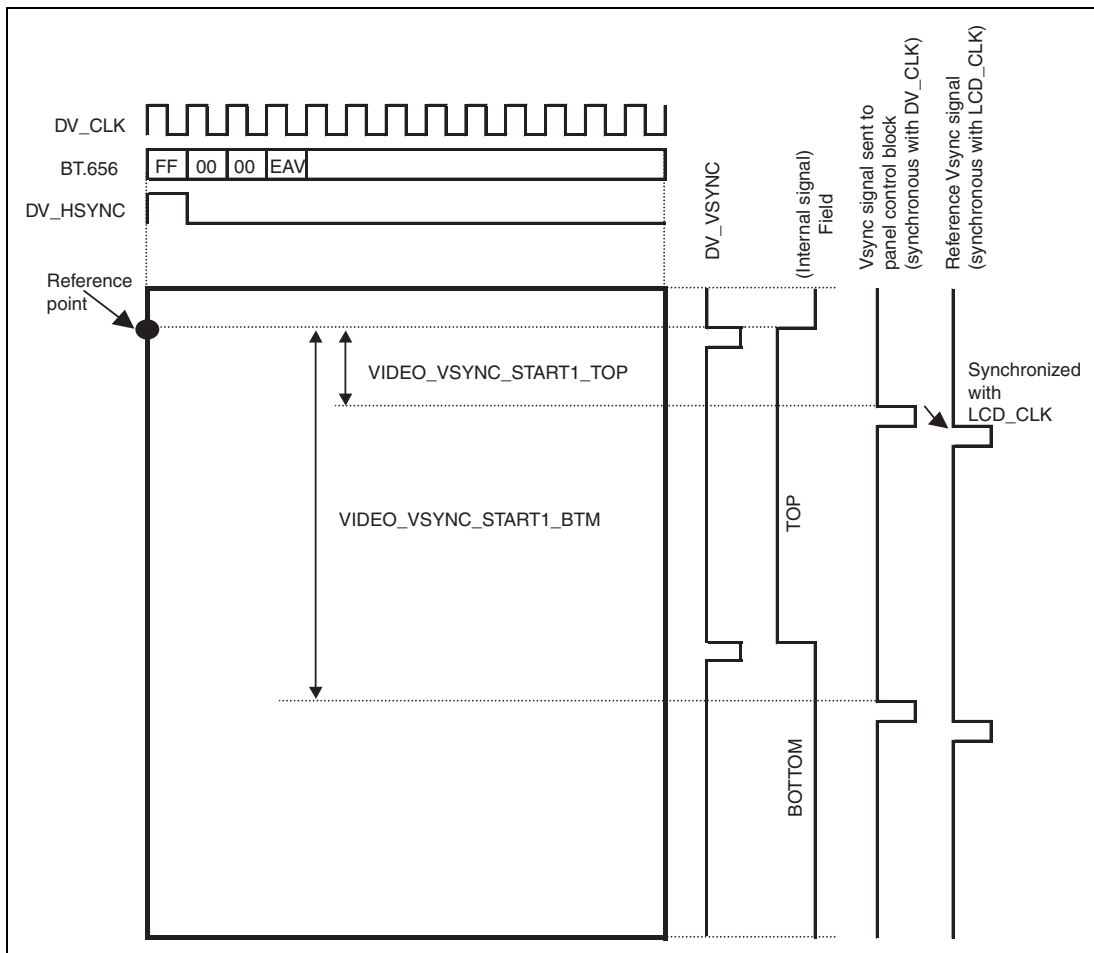 DV_CLK
BT.656
FF 00 00 EAV
DV_HSYNC
Reference
point
VIDEO_VSYNC_START1_TOP
VIDEO_VSYNC_START1_BTM
DV_VSYNC
(Internal signal)
Field
TOP
BOTTOM
Vsync signal sent to
panel control block
(synchronous with DV_CLK)
Reference Vsync signal
(synchronous with LCD_CLK)
Synchronized
with
LCD_CLK